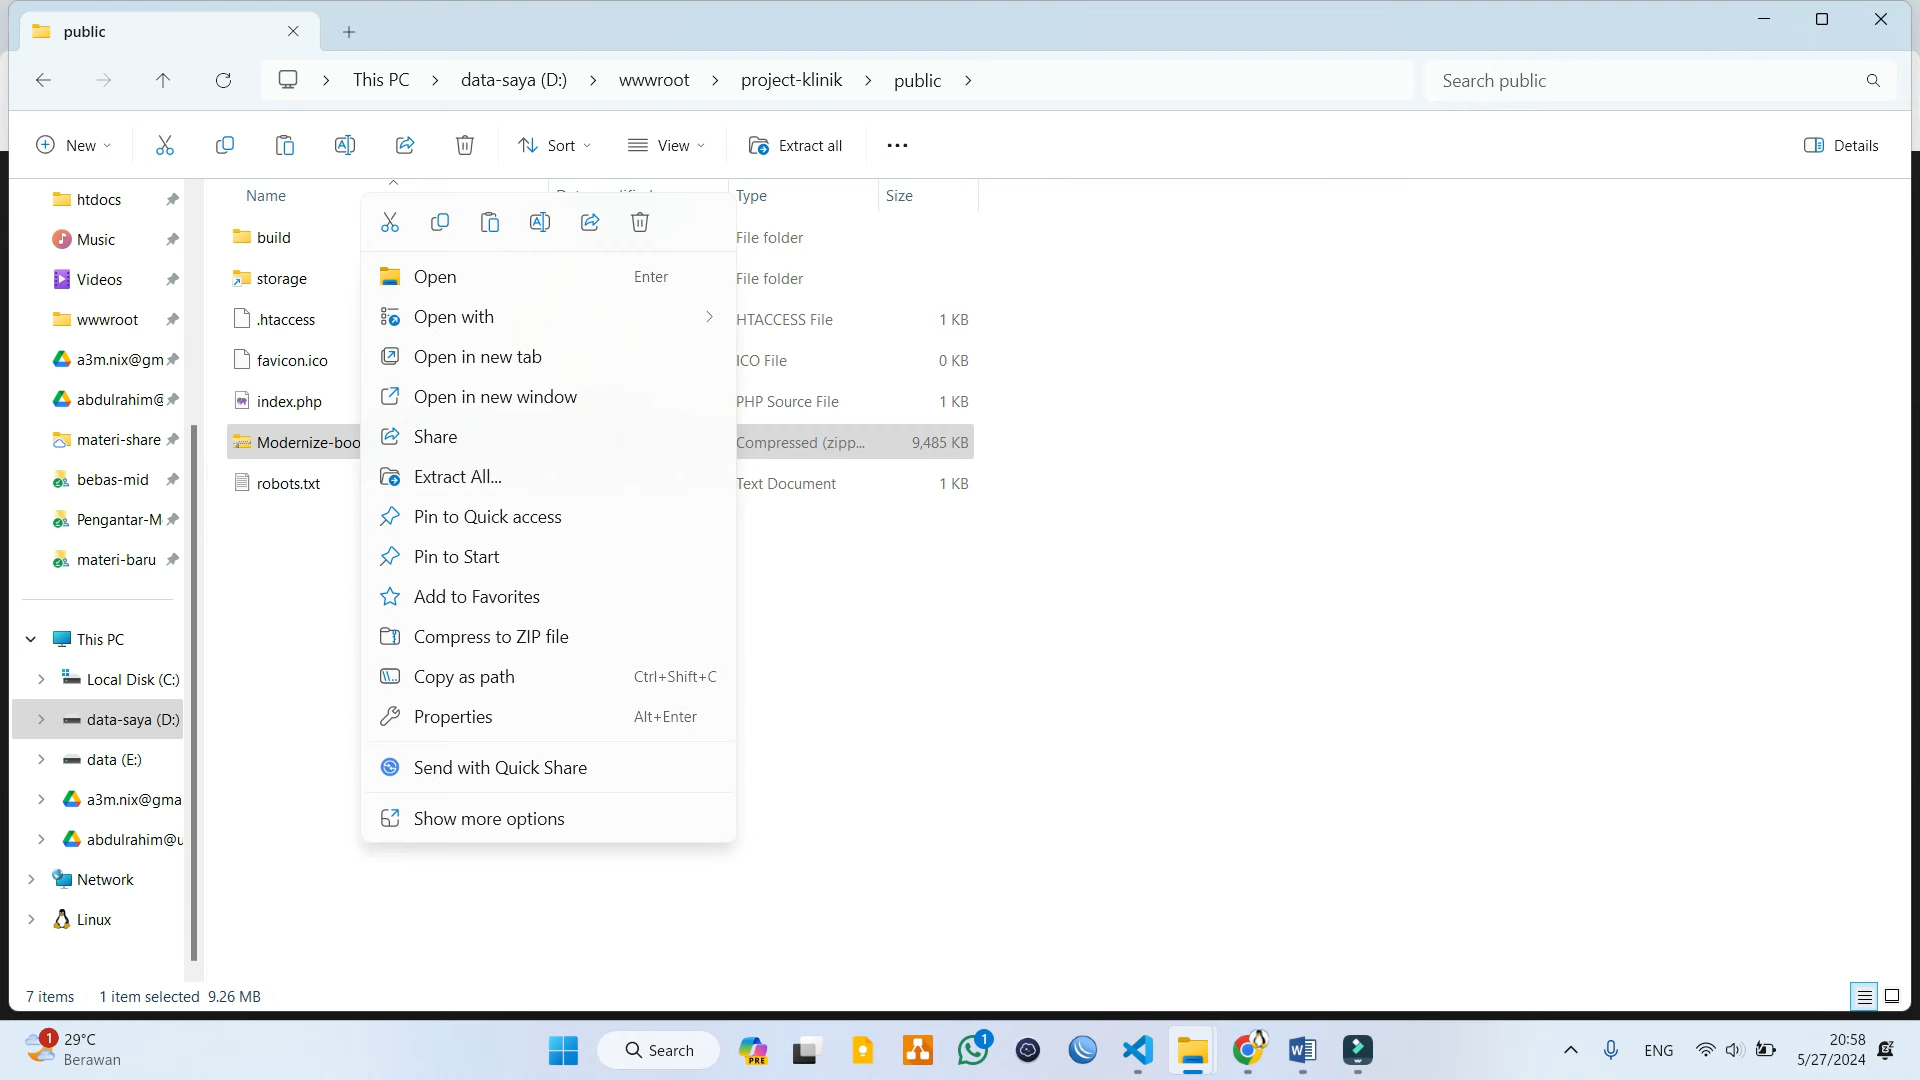 public
This PC
data-saya (D:)
wwwroot
project-klinik
public
Search public
New
Sort
View
Extract all
Details
htdocs
Music
Videos
wwwroot
a3m.nix@gm
abdulrahim@
materi-share
bebas-mid
Pengantar-M
materi-baru
This PC
Local Disk (C:)
data-saya (D:)
data (E:)
a3m.nix@gma
abdulrahim@u
Network
Linux
Name
Type
Size
build
File folder
storage
File folder
.htaccess
HTACCESS File
1 KB
favicon.ico
ICO File
0 KB
index.php
PHP Source File
1 KB
Modernize-boo
Compressed (zipp...
9,485 KB
robots.txt
Text Document
1 KB
Open
Enter
Open with
Open in new tab
Open in new window
Share
Extract All...
Pin to Quick access
Pin to Start
Add to Favorites
Compress to ZIP file
Copy as path
Ctrl+Shift+C
Properties
Alt+Enter
Send with Quick Share
Show more options
7 items
1 item selected 9.26 MB
1
29°C
Berawan
Search
PRE
1
ENG
20:58
5/27/2024